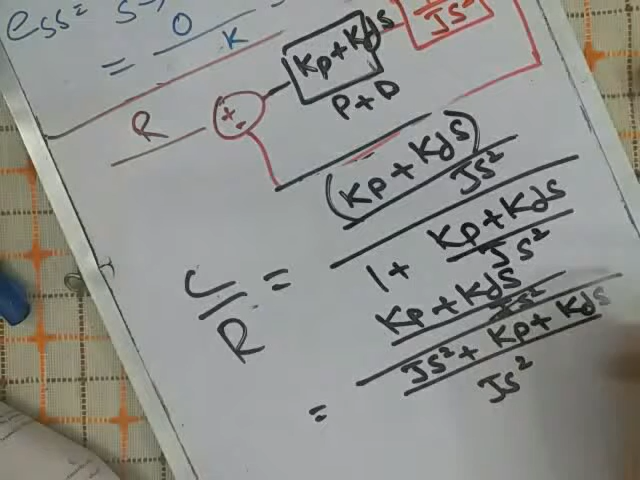 ess= s→
= 0
K
R
+
-
Kp+Kds
1
JS²
P+D
(Kp+Kds)
JS²
J
R
=
1+
Kp+Kds
JS²
Kp+Kds
JS²
=
JS²+Kp+Kds
JS²